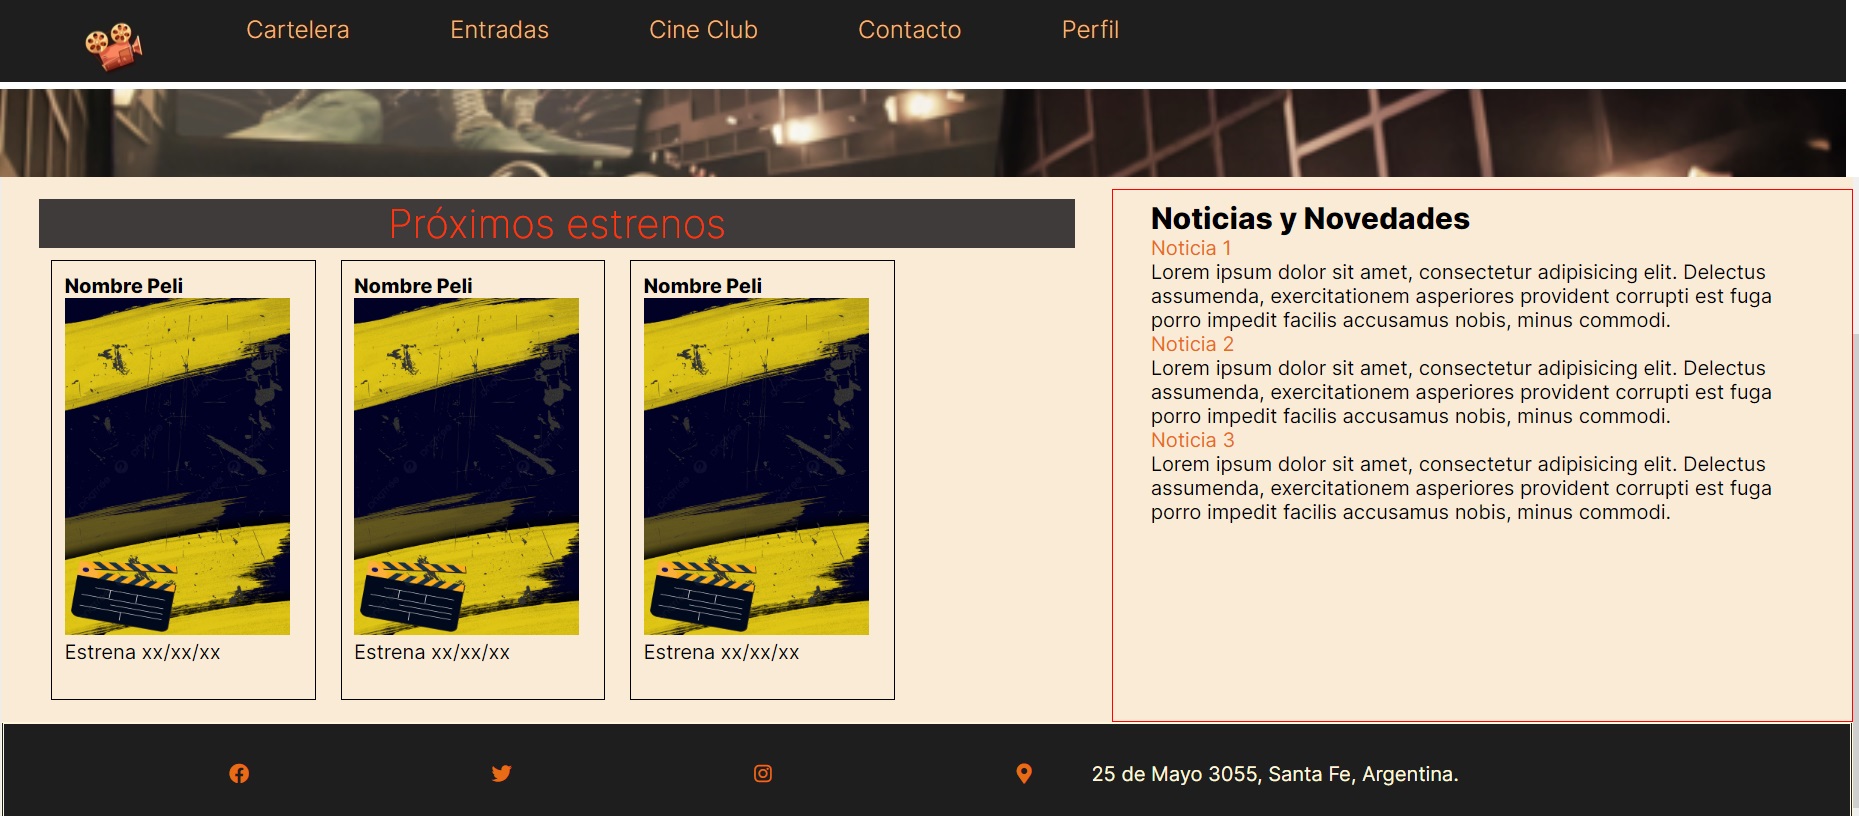 Cartelera
Entradas
Cine Club
Contacto
Perfil
Próximos estrenos
Nombre Peli
Estrena xx/xx/xx
Nombre Peli
Estrena xx/xx/xx
Nombre Peli
Estrena xx/xx/xx
Noticias y Novedades
Noticia 1
Lorem ipsum dolor sit amet, consectetur adipisicing elit. Delectus
assumenda, exercitationem asperiores provident corrupti est fuga
porro impedit facilis accusamus nobis, minus commodi.
Noticia 2
Lorem ipsum dolor sit amet, consectetur adipisicing elit. Delectus
assumenda, exercitationem asperiores provident corrupti est fuga
porro impedit facilis accusamus nobis, minus commodi.
Noticia 3
Lorem ipsum dolor sit amet, consectetur adipisicing elit. Delectus
assumenda, exercitationem asperiores provident corrupti est fuga
porro impedit facilis accusamus nobis, minus commodi.
25 de Mayo 3055, Santa Fe, Argentina.